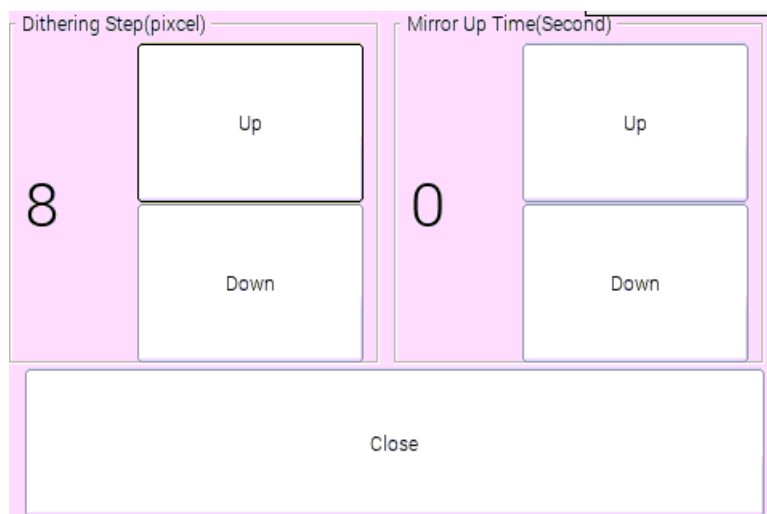 Dithering Step(pixcel)
Up
8
Down
Mirror Up Time(Second)
Up
0
Down
Close